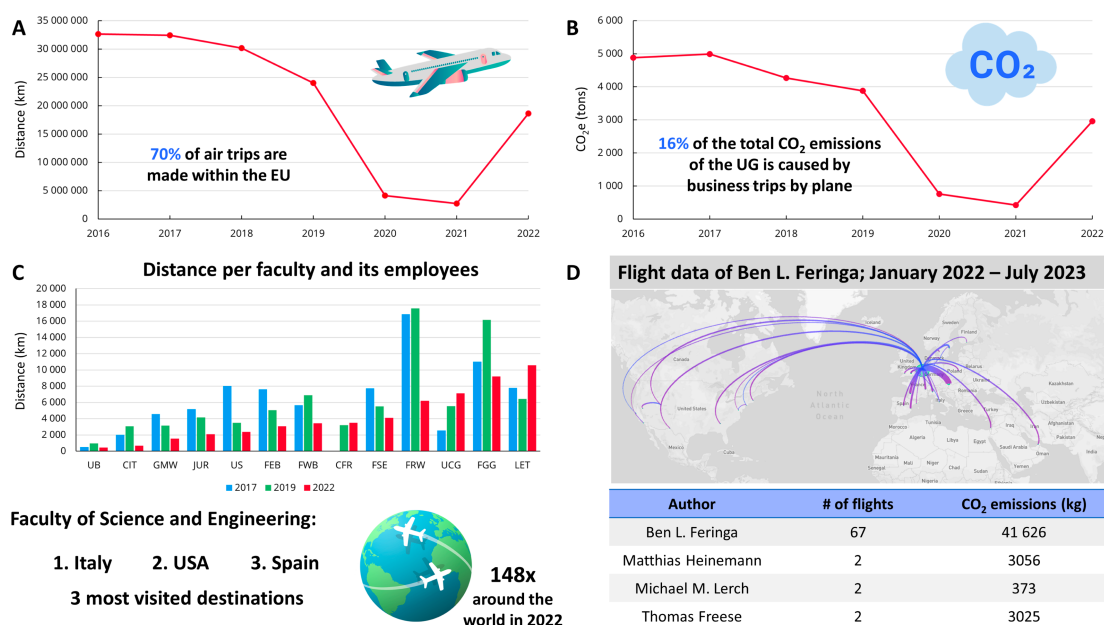 A
35 000 000
30 000 000
25 000 000
20 000 000
15 000 000
10 000 000
5 000 000
0
Distance (km)
2016 2017 2018 2019 2020 2021 2022
70% of air trips are
made within the EU
B
6 000
5 000
4 000
3 000
2 000
1 000
0
CO₂e (tons)
2016 2017 2018 2019 2020 2021 2022
CO₂
16% of the total CO₂ emissions
of the UG is caused by
business trips by plane
C
Distance per faculty and its employees
20 000
18 000
16 000
14 000
12 000
10 000
8 000
6 000
4 000
2 000
Distance (km)
UB CIT GMW JUR US FEB FWB CFR FSE FRW UCG FGG LET
2017 2019 2022
Faculty of Science and Engineering:
1. Italy 2. USA 3. Spain
3 most visited destinations
148x
around the
world in 2022
D
Flight data of Ben L. Feringa; January 2022 – July 2023
Iceland
Sweden
Finland
Norway
Canada
United
Kingdom
Poland
Belarus
Ukraine
Kazakhstan
United States
North
Atlantic
Ocean
Spain
Italy
Greece
Turkey
Uzbekistan
Morocco
Tunisia
Iraq
Iran
Afghanistan
Algeria
Libya
Egypt
Saudi Arabia
Pakistan
Mexico
Cuba
Oman
India
Mauritania
Mali
Niger
Chad
Sudan
Yemen
Senegal
Nigeria
Author # of flights CO₂ emissions (kg)
Ben L. Feringa 67 41 626
Matthias Heinemann 2 3056
Michael M. Lerch 2 373
Thomas Freese 2 3025